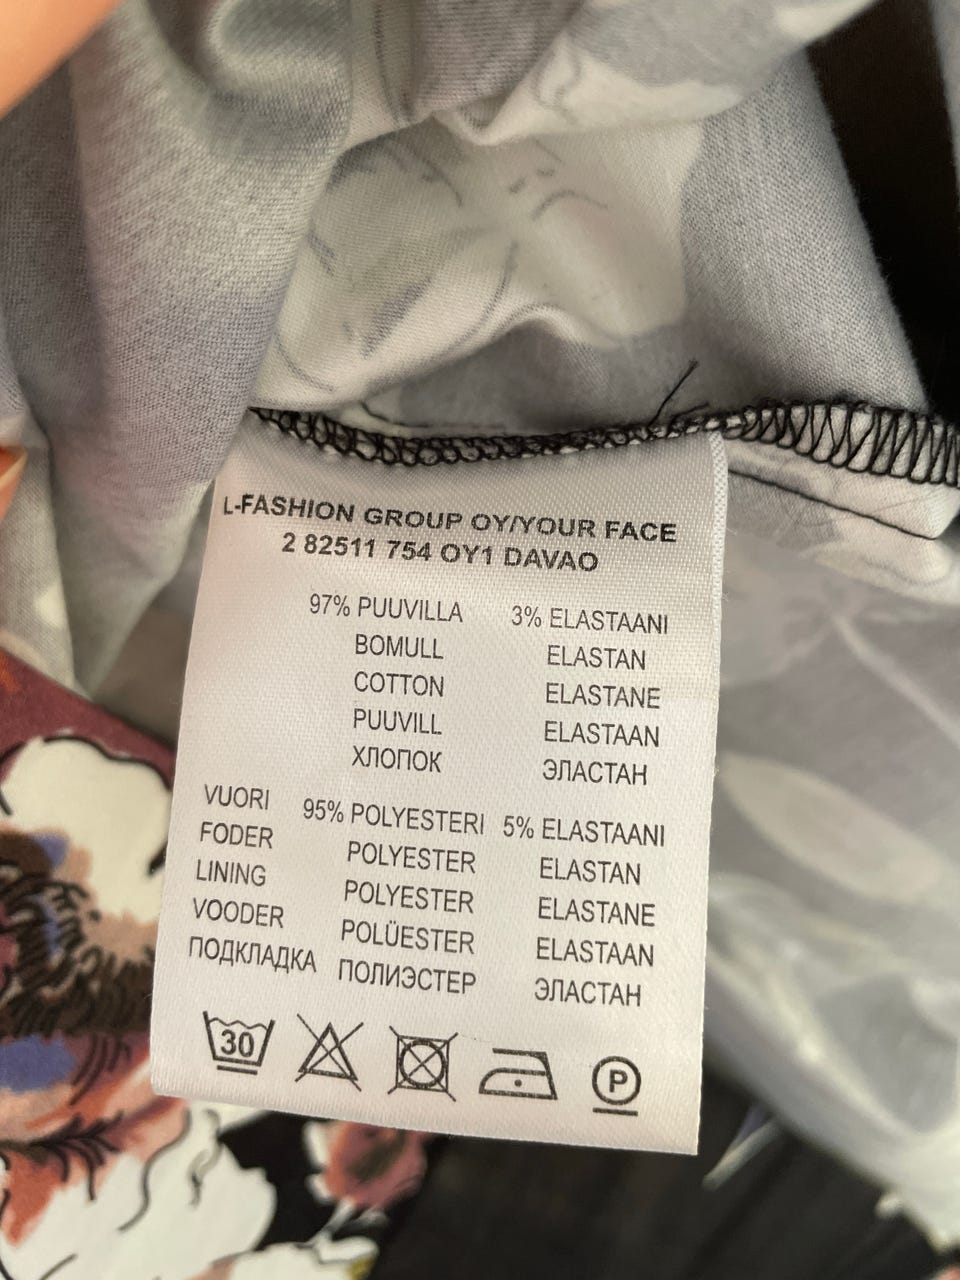 L-FASHION GROUP OY/YOUR FACE
2 82511 754 OY1 DAVAO
97% PUUVILLA 3% ELASTAANI
BOMULL ELASTAN
COTTON ELASTANE
PUUVILL ELASTAAN
ХЛОПОК ЭЛАСТАН
VUORI 95% POLYESTERI 5% ELASTAANI
FODER POLYESTER ELASTAN
LINING POLYESTER ELASTANE
VOODER POLÜESTER ELASTAAN
ПОДКЛАДКА ПОЛИЭСТЕР ЭЛАСТАН
30 P